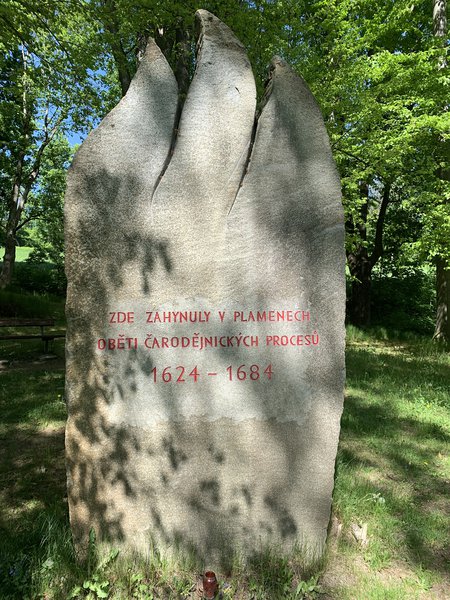 ZDE ZAHYNULY V PLAMENECH
OBĚTI ČARODĚJNICKÝCH PROCESŮ
1624 – 1684